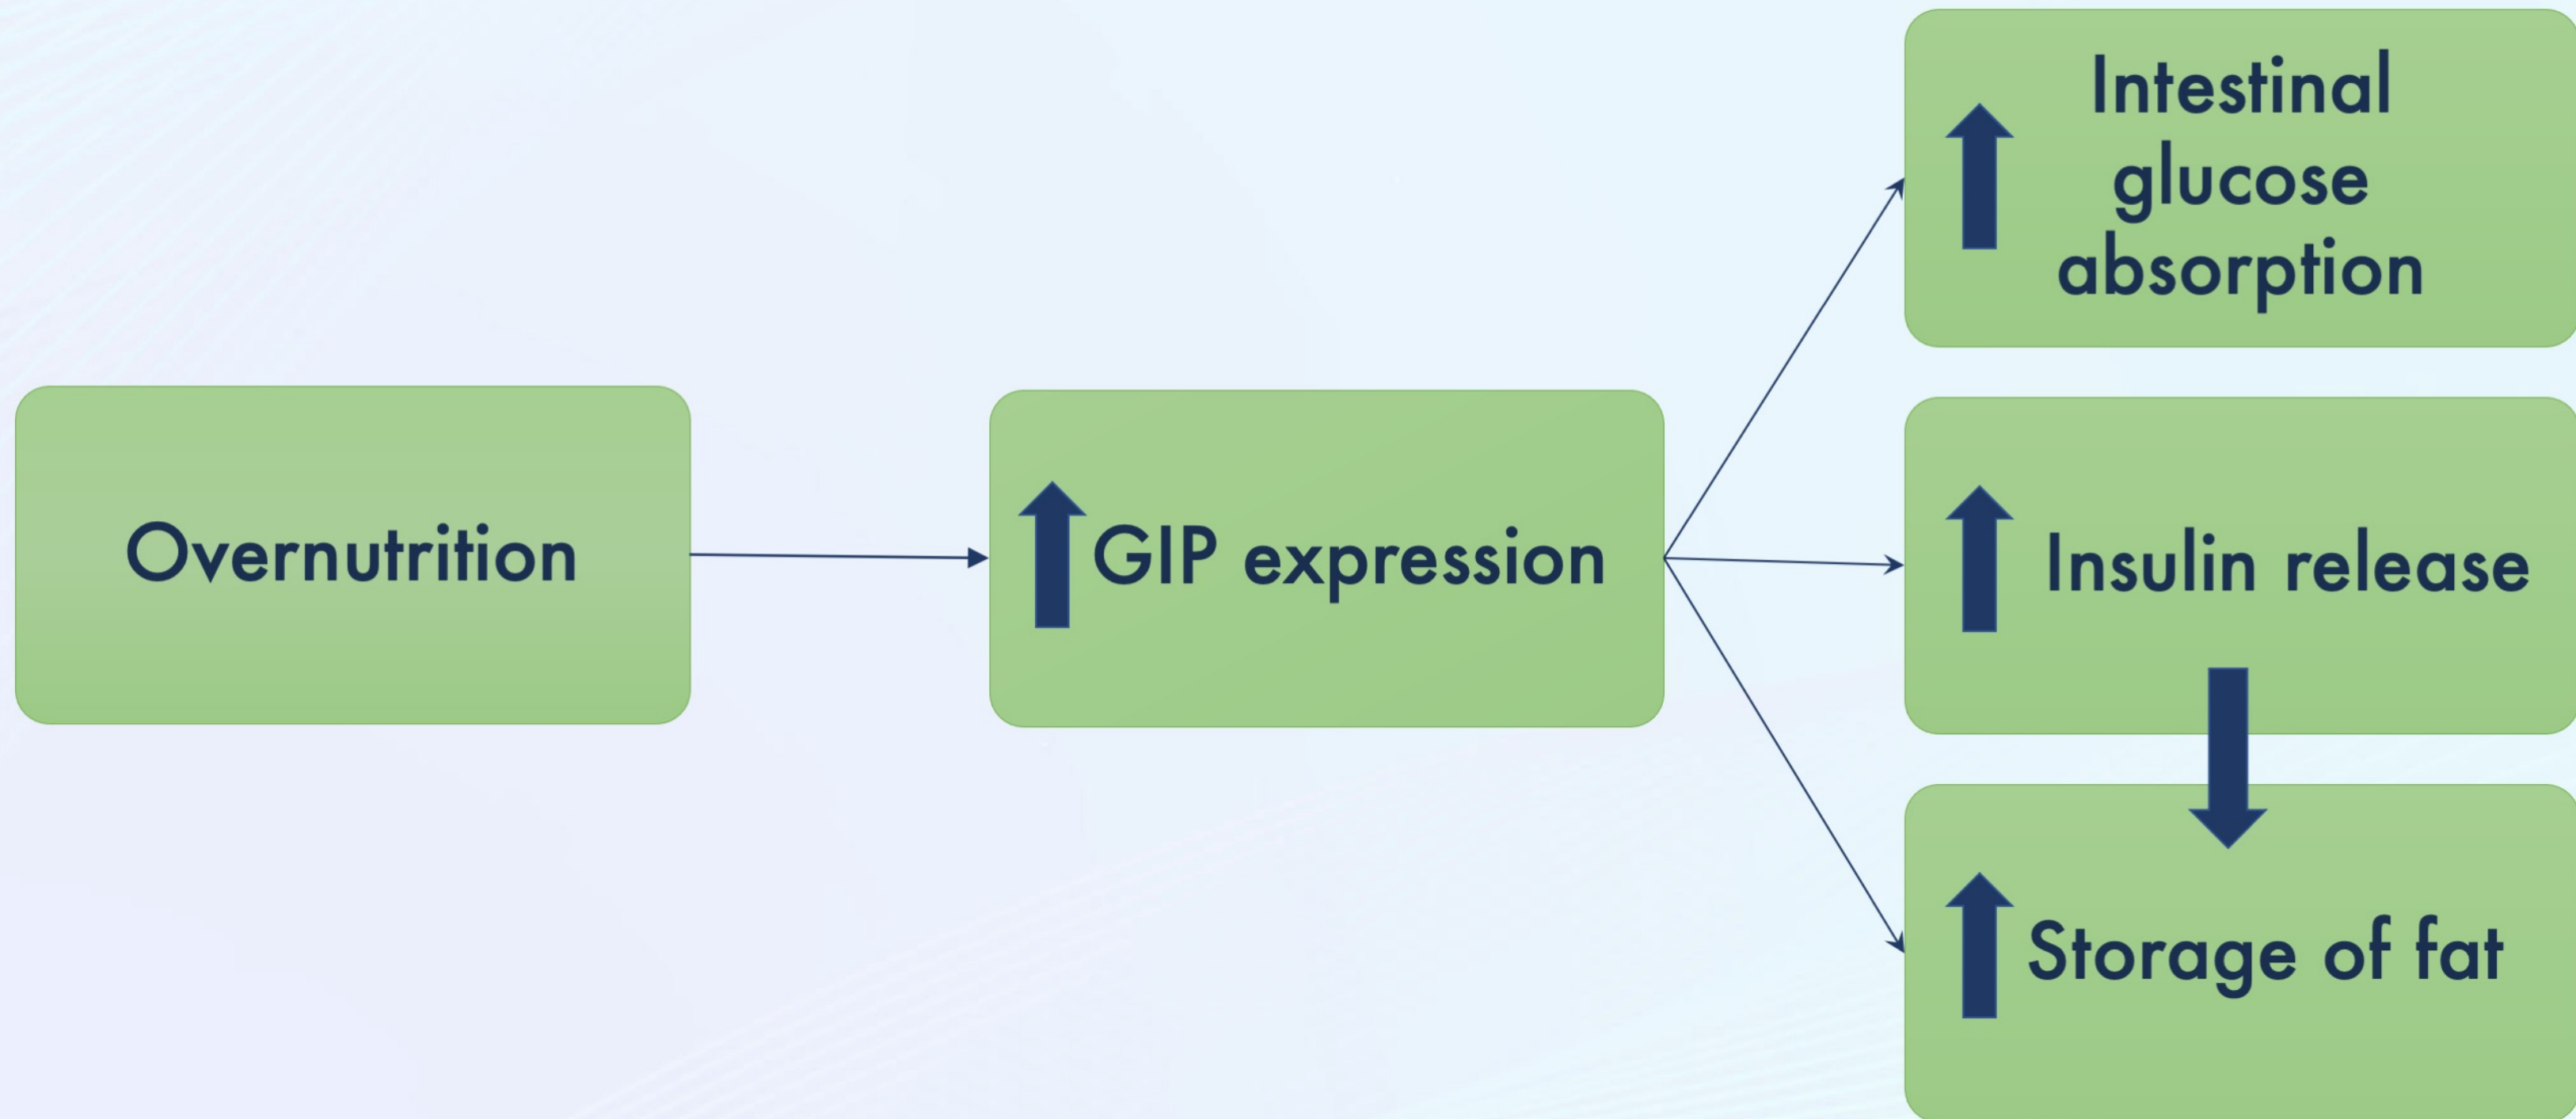 Overnutrition
GIP expression
Intestinal
glucose
absorption
Insulin release
Storage of fat